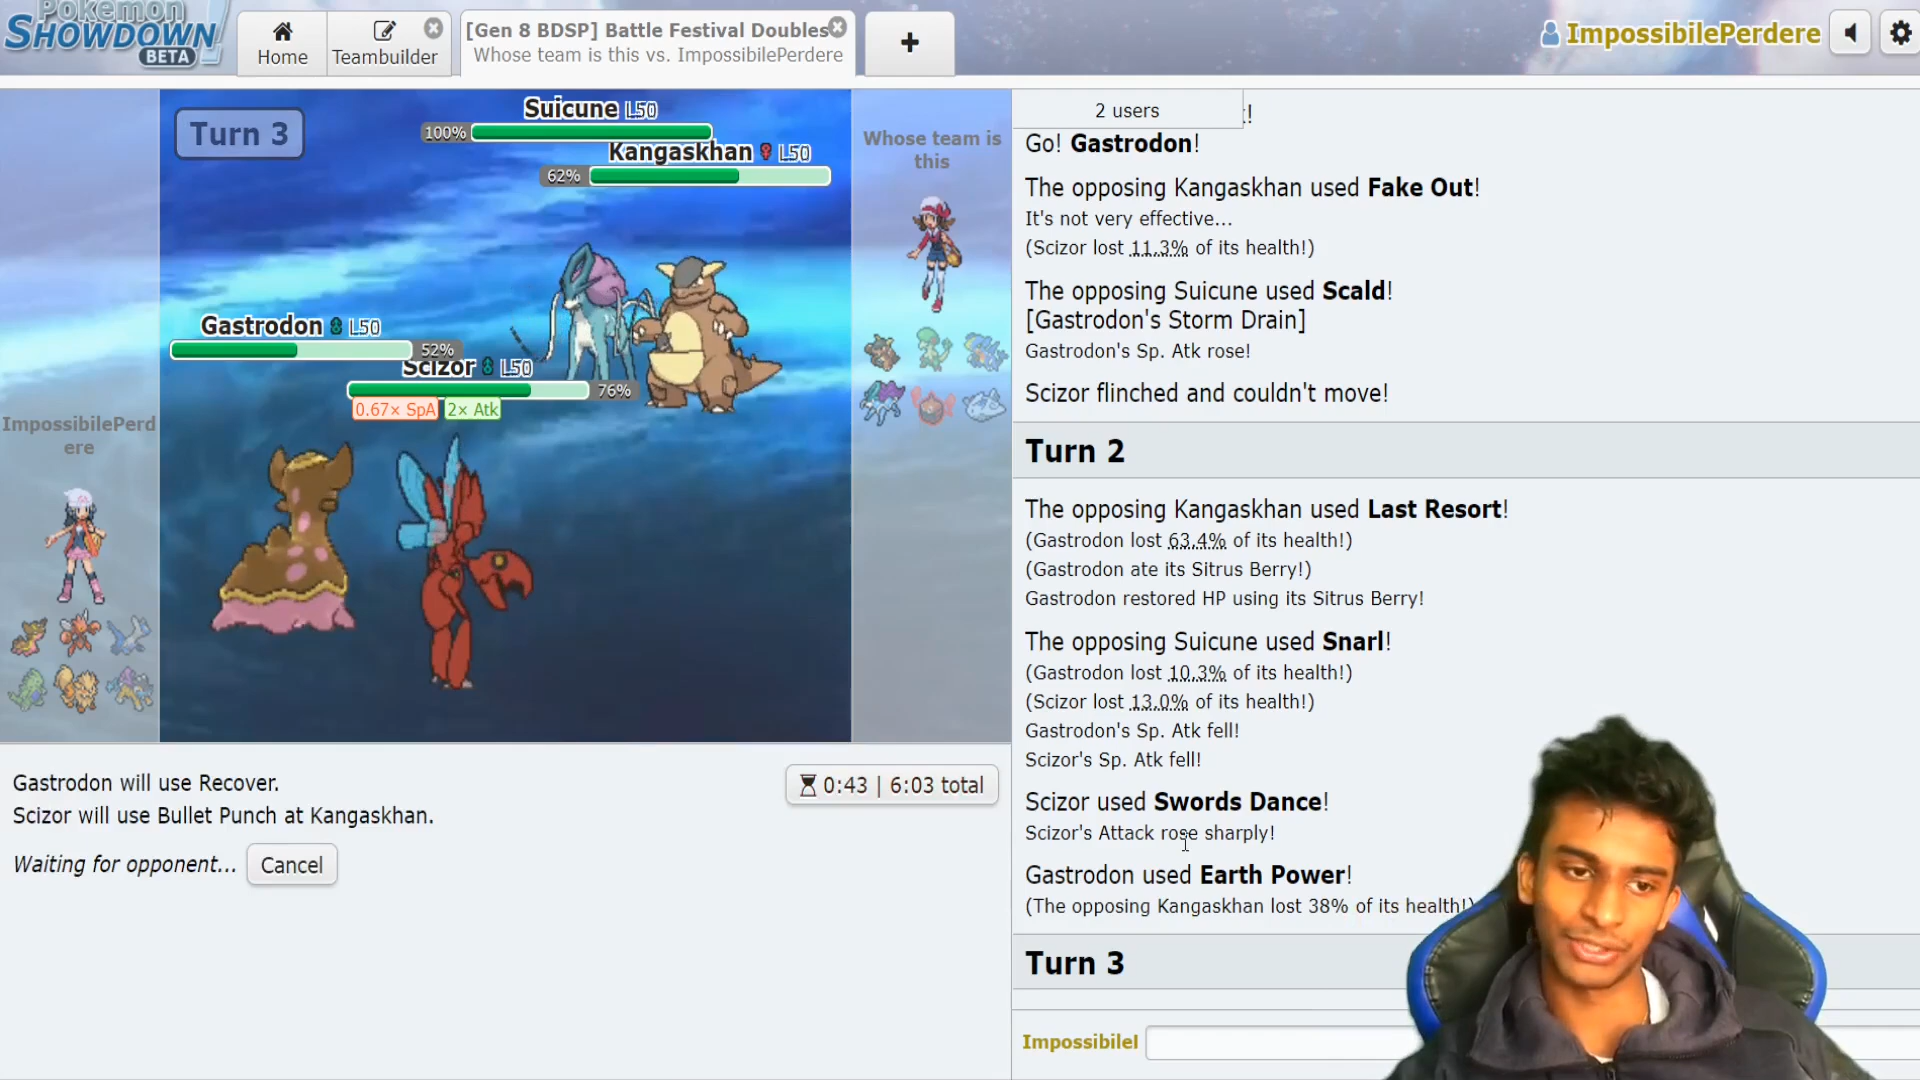 Pokémon
SHOWDOWN
BETA
Home
Teambuilder
[Gen 8 BDSP] Battle Festival Doubles
Whose team is this vs. ImpossibilePerdere
+
ImpossibilePerdere
Turn 3
Suicune L50
100%
Kangaskhan L50
62%
Gastrodon L50
52%
Scizor L50
76%
0.67× SpA 2× Atk
ImpossibilePerd
ere
Whose team is
this
Gastrodon will use Recover.
Scizor will use Bullet Punch at Kangaskhan.
Waiting for opponent... Cancel
0:43 | 6:03 total
2 users
Go! Gastrodon!
The opposing Kangaskhan used Fake Out!
It's not very effective...
(Scizor lost 11.3% of its health!)
The opposing Suicune used Scald!
[Gastrodon's Storm Drain]
Gastrodon's Sp. Atk rose!
Scizor flinched and couldn't move!
Turn 2
The opposing Kangaskhan used Last Resort!
(Gastrodon lost 63.4% of its health!)
(Gastrodon ate its Sitrus Berry!)
Gastrodon restored HP using its Sitrus Berry!
The opposing Suicune used Snarl!
(Gastrodon lost 10.3% of its health!)
(Scizor lost 13.0% of its health!)
Gastrodon's Sp. Atk fell!
Scizor's Sp. Atk fell!
Scizor used Swords Dance!
Scizor's Attack rose sharply!
Gastrodon used Earth Power!
(The opposing Kangaskhan lost 38% of its health!)
Turn 3
Impossibilel